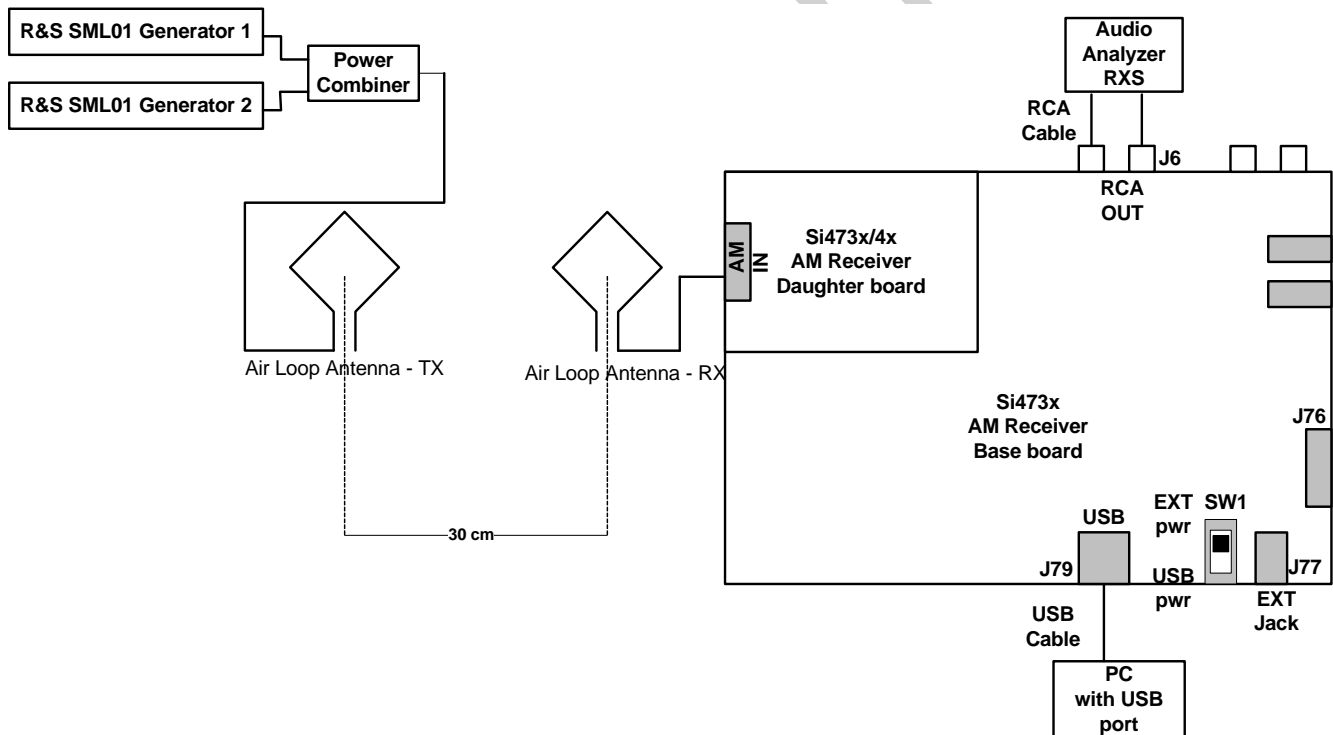 R&S SML01 Generator 1
R&S SML01 Generator 2
Power
Combiner
Audio
Analyzer
RXS
RCA
Cable
J6
RCA
OUT
AM
IN
Si473x/4x
AM Receiver
Daughter board
Air Loop Antenna - TX
Air Loop Antenna - RX
30 cm
Si473x
AM Receiver
Base board
J76
EXT
pwr
SW1
USB
J79
USB
pwr
J77
EXT
Jack
USB
Cable
PC
with USB
port